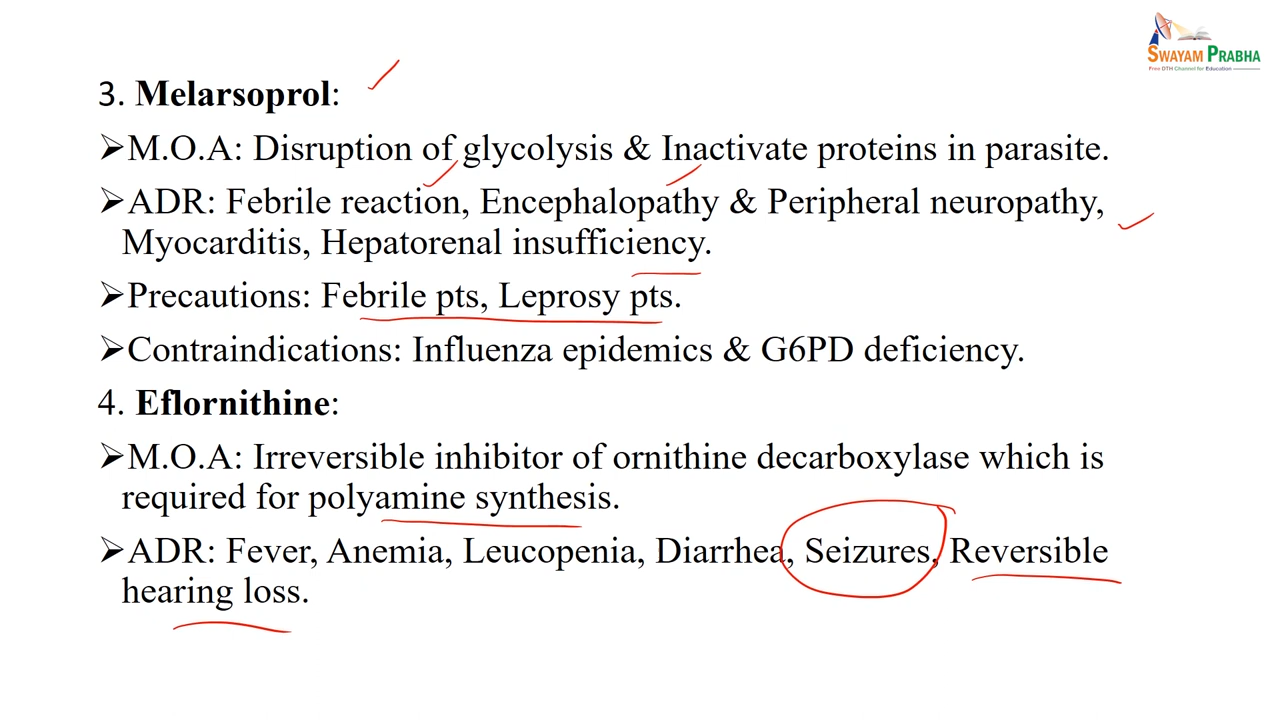 SWAYAM PRABHA
Free DTH Channel for Education
3. Melarsoprol:
➢M.O.A: Disruption of glycolysis & Inactivate proteins in parasite.
➢ADR: Febrile reaction, Encephalopathy & Peripheral neuropathy,
Myocarditis, Hepatorenal insufficiency.
➢Precautions: Febrile pts, Leprosy pts.
➢Contraindications: Influenza epidemics & G6PD deficiency.
4. Eflornithine:
➢M.O.A: Irreversible inhibitor of ornithine decarboxylase which is
required for polyamine synthesis.
➢ADR: Fever, Anemia, Leucopenia, Diarrhea, Seizures, Reversible
hearing loss.